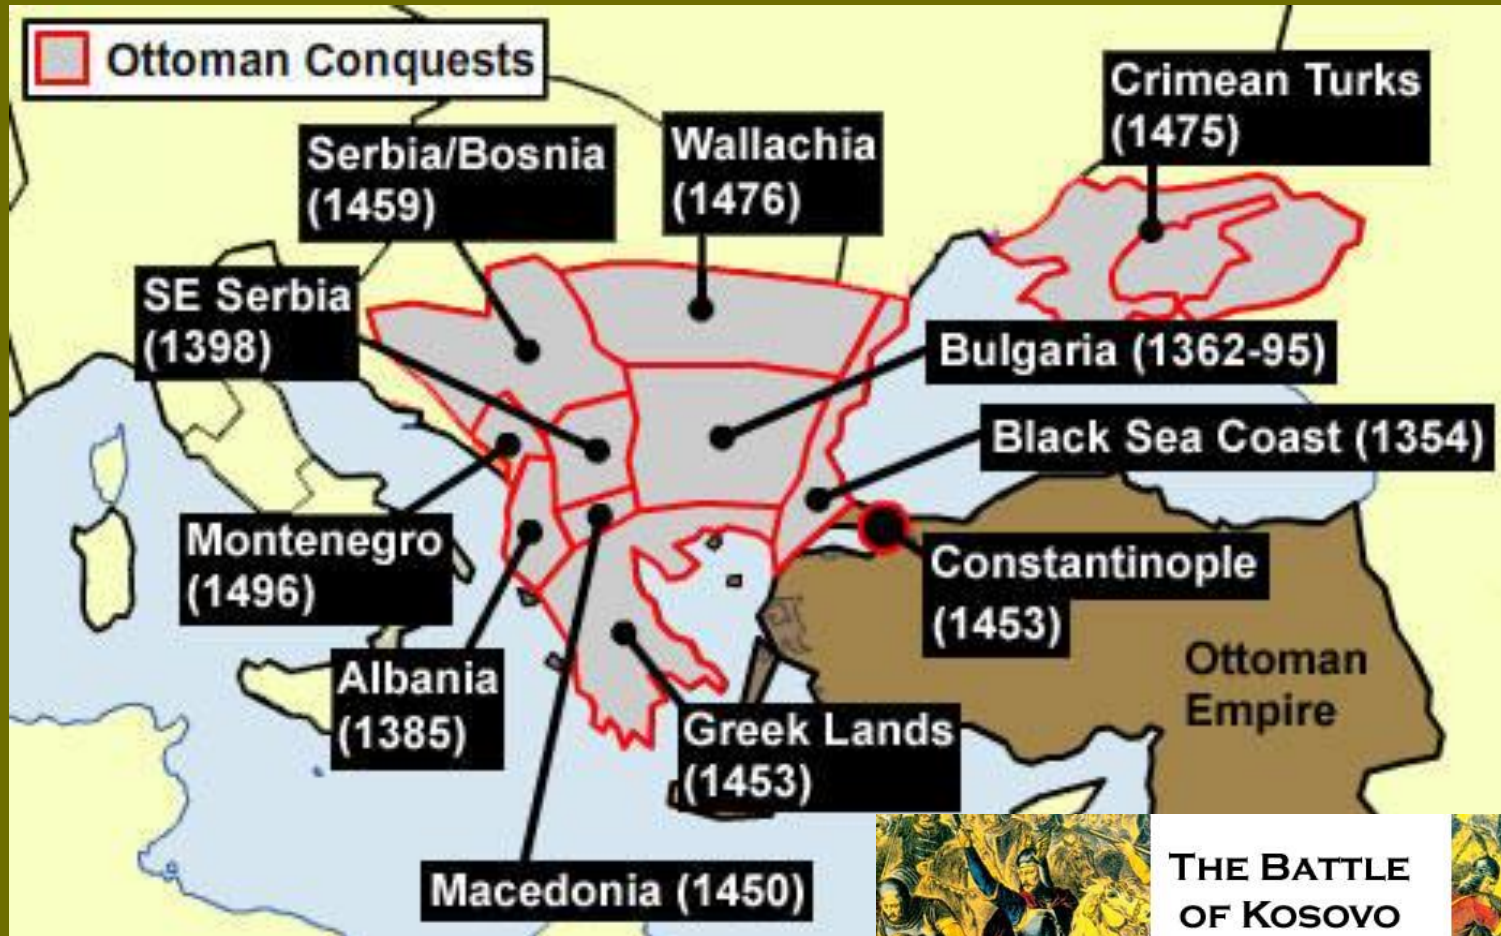 Ottoman Conquests
Crimean Turks
(1475)
Serbia/Bosnia
(1459)
Wallachia
(1476)
SE Serbia
(1398)
Bulgaria (1362-95)
Black Sea Coast (1354)
Montenegro
(1496)
Constantinople
(1453)
Ottoman
Empire
Albania
(1385)
Greek Lands
(1453)
Macedonia (1450)
THE BATTLE
OF KOSOVO